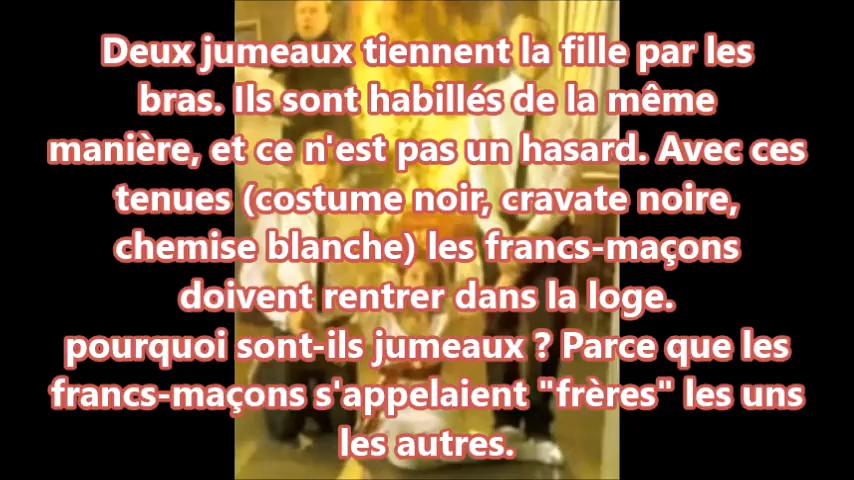 Deux jumeaux tiennent la fille par les
bras. Ils sont habillés de la même
manière, et ce n'est pas un hasard. Avec ces
tenues (costume noir, cravate noire,
chemise blanche) les francs-maçons
doivent rentrer dans la loge.
pourquoi sont-ils jumeaux ? Parce que les
francs-maçons s'appelaient "frères" les uns
les autres.